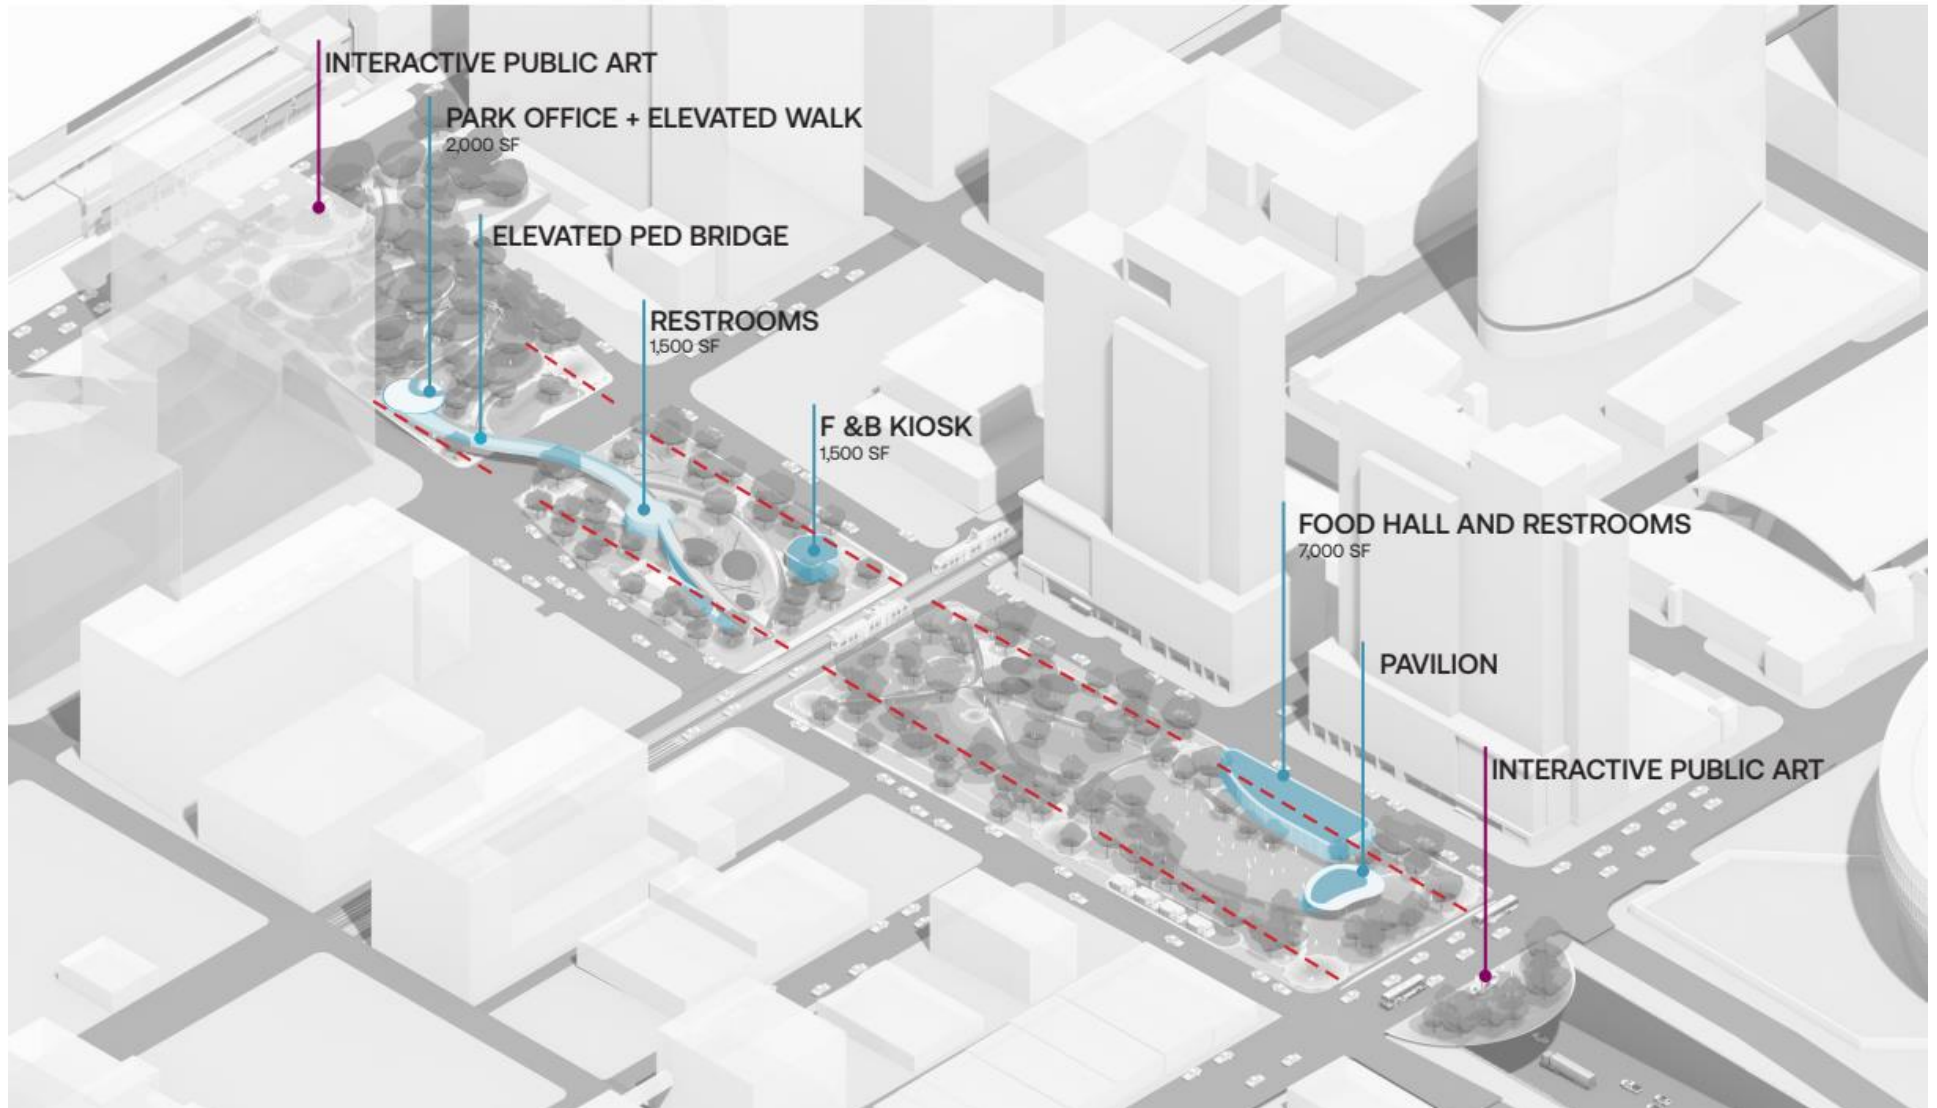 INTERACTIVE PUBLIC ART
PARK OFFICE + ELEVATED WALK
2,000 SF
ELEVATED PED BRIDGE
RESTROOMS
1,500 SF
F &B KIOSK
1,500 SF
FOOD HALL AND RESTROOMS
7,000 SF
PAVILION
INTERACTIVE PUBLIC ART